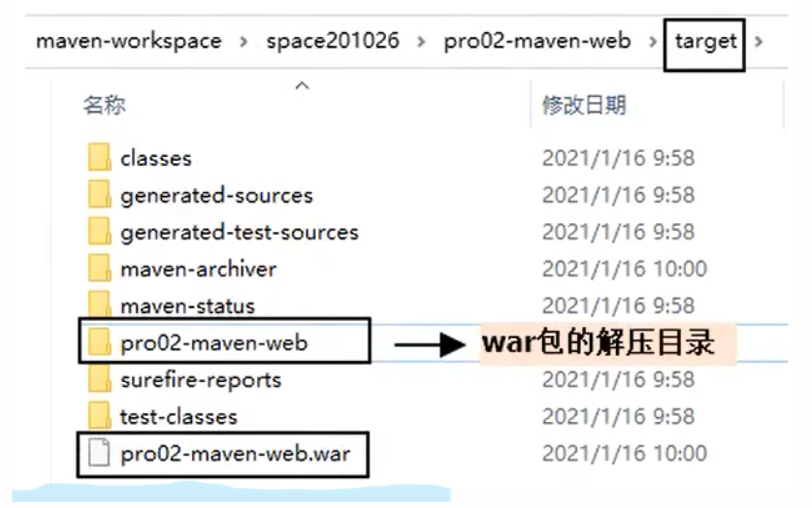 maven-workspace > space201026 > pro02-maven-web > target >
名称 修改日期
classes 2021/1/16 9:58
generated-sources 2021/1/16 9:58
generated-test-sources 2021/1/16 9:58
maven-archiver 2021/1/16 10:00
maven-status 2021/1/16 9:58
pro02-maven-web war包的解压目录
surefire-reports 2021/1/16 9:58
test-classes 2021/1/16 9:58
pro02-maven-web.war 2021/1/16 10:00